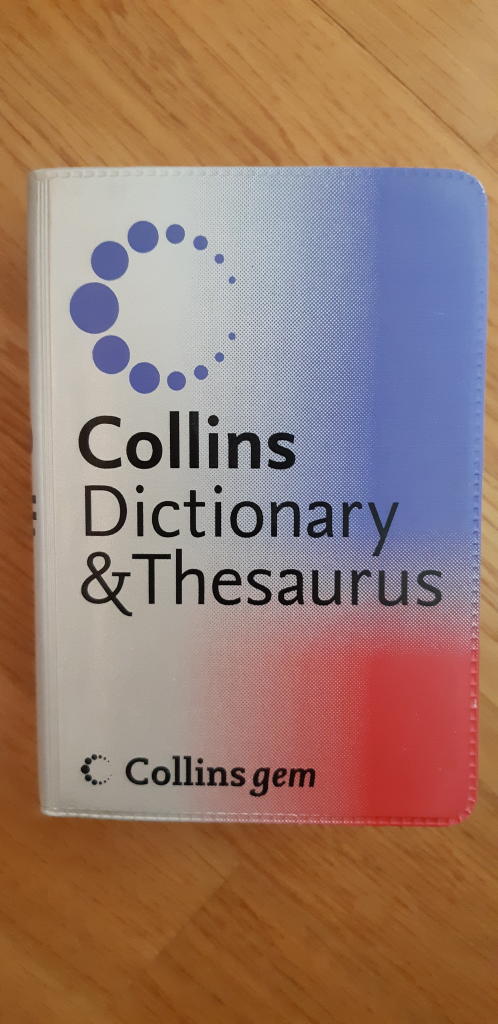 Collins
Dictionary
&Thesaurus
Collins gem